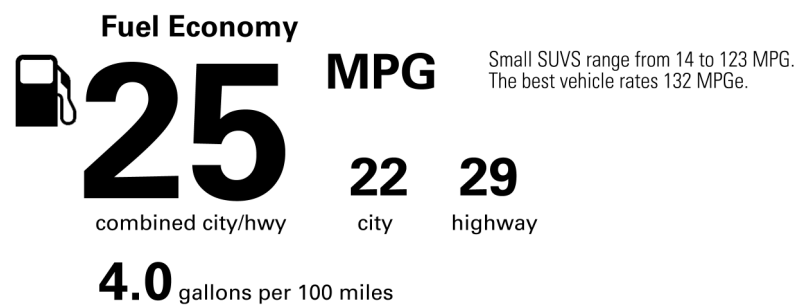 Fuel Economy
25
MPG
Small SUVS range from 14 to 123 MPG.
The best vehicle rates 132 MPGe.
22 29
combined city/hwy city highway
4.0 gallons per 100 miles